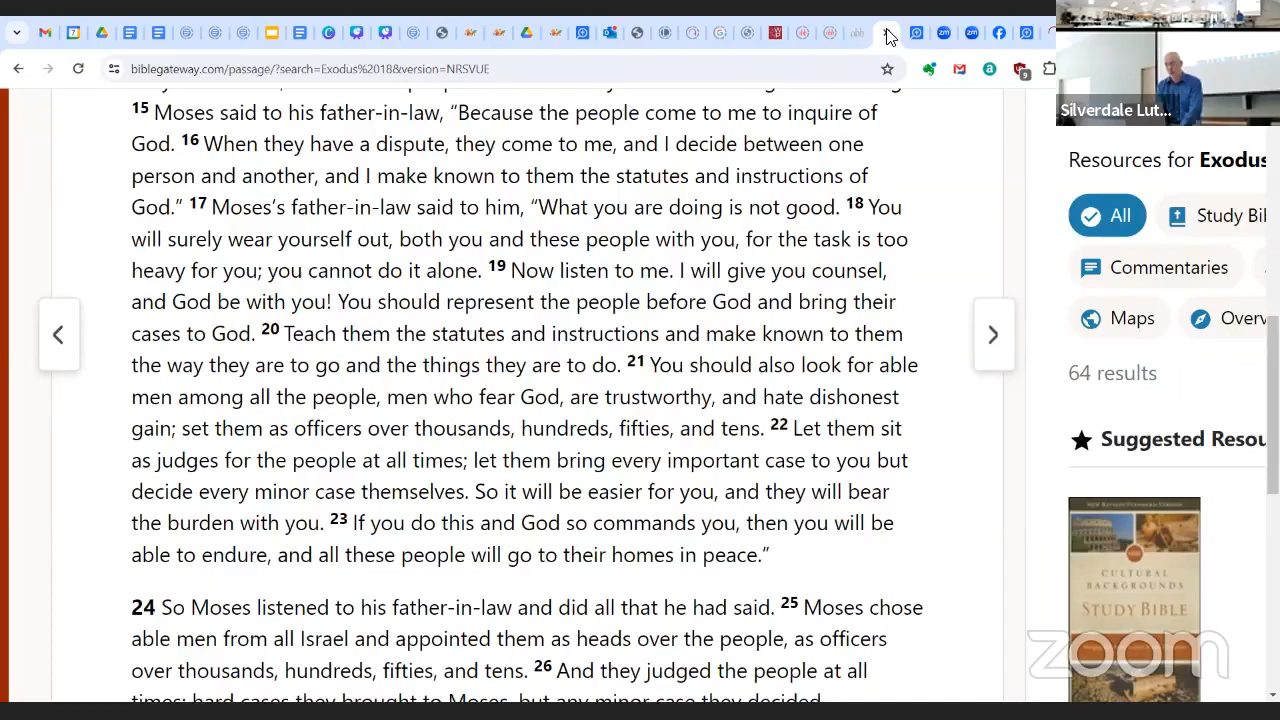 biblegateway.com/passage/?search=Exodus%2018&version=NRSVUE
9
Silverdale Lut...
15 Moses said to his father-in-law, “Because the people come to me to inquire of
God. 16 When they have a dispute, they come to me, and I decide between one
person and another, and I make known to them the statutes and instructions of
God.” 17 Moses’s father-in-law said to him, “What you are doing is not good. 18 You
will surely wear yourself out, both you and these people with you, for the task is too
heavy for you; you cannot do it alone. 19 Now listen to me. I will give you counsel,
and God be with you! You should represent the people before God and bring their
cases to God. 20 Teach them the statutes and instructions and make known to them
the way they are to go and the things they are to do. 21 You should also look for able
men among all the people, men who fear God, are trustworthy, and hate dishonest
gain; set them as officers over thousands, hundreds, fifties, and tens. 22 Let them sit
as judges for the people at all times; let them bring every important case to you but
decide every minor case themselves. So it will be easier for you, and they will bear
the burden with you. 23 If you do this and God so commands you, then you will be
able to endure, and all these people will go to their homes in peace.”
24 So Moses listened to his father-in-law and did all that he had said. 25 Moses chose
able men from all Israel and appointed them as heads over the people, as officers
over thousands, hundreds, fifties, and tens. 26 And they judged the people at all
times; hard cases they brought to Moses, but any minor case they decided
Resources for Exodus
All
Study Bi
Commentaries
Maps
Overv
64 results
Suggested Resou
CULTURAL
BACKGROUNDS
STUDY BIBLE
zoom